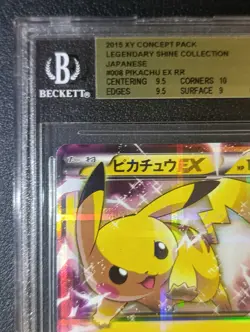 2015 XY CONCEPT PACK
LEGENDARY SHINE COLLECTION
JAPANESE
#008 PIKACHU EX RR
CENTERING 9.5 CORNERS 10
EDGES 9.5 SURFACE 9
B
BECKETT
ピカチュウEX
HP